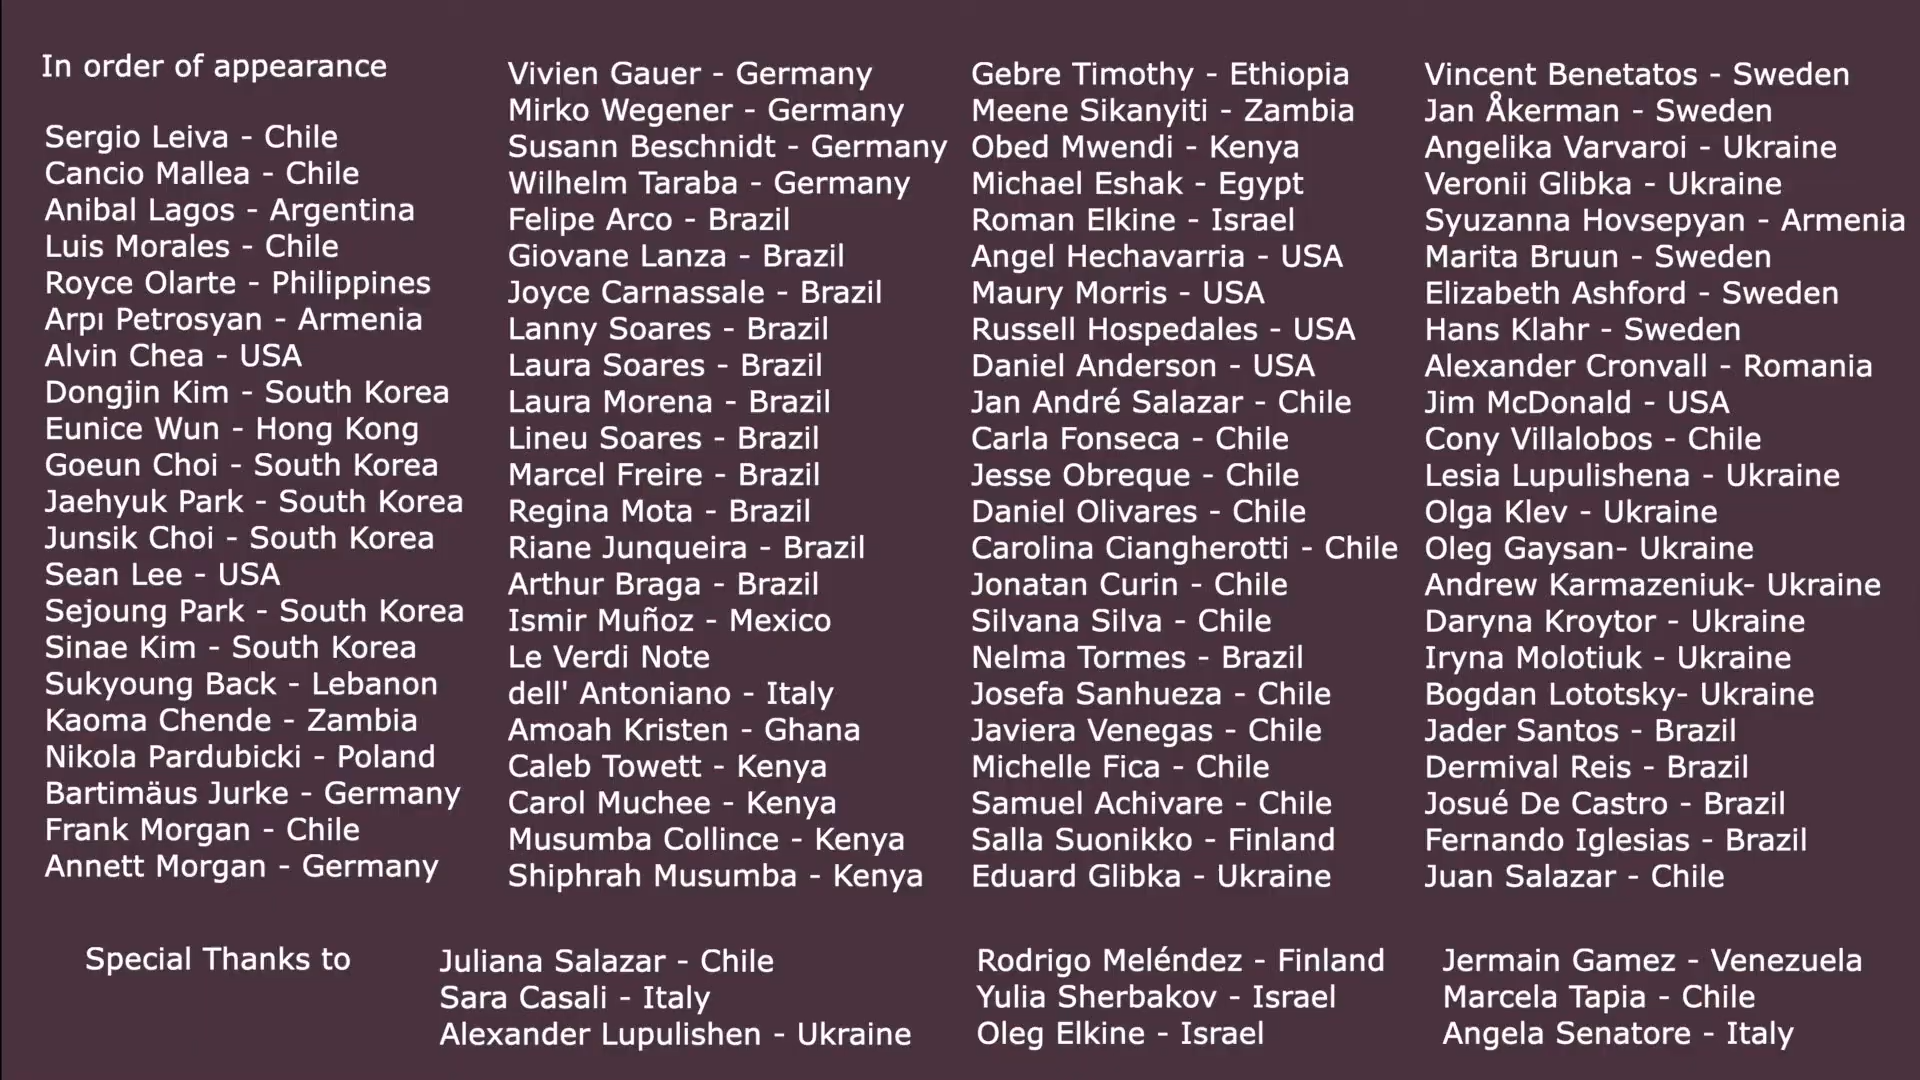 In order of appearance
Sergio Leiva - Chile
Cancio Mallea - Chile
Anibal Lagos - Argentina
Luis Morales - Chile
Royce Olarte - Philippines
Arpı Petrosyan - Armenia
Alvin Chea - USA
Dongjin Kim - South Korea
Eunice Wun - Hong Kong
Goeun Choi - South Korea
Jaehyuk Park - South Korea
Junsik Choi - South Korea
Sean Lee - USA
Sejoung Park - South Korea
Sinae Kim - South Korea
Sukyoung Back - Lebanon
Kaoma Chende - Zambia
Nikola Pardubicki - Poland
Bartimäus Jurke - Germany
Frank Morgan - Chile
Annett Morgan - Germany
Vivien Gauer - Germany
Mirko Wegener - Germany
Susann Beschnidt - Germany
Wilhelm Taraba - Germany
Felipe Arco - Brazil
Giovane Lanza - Brazil
Joyce Carnassale - Brazil
Lanny Soares - Brazil
Laura Soares - Brazil
Laura Morena - Brazil
Lineu Soares - Brazil
Marcel Freire - Brazil
Regina Mota - Brazil
Riane Junqueira - Brazil
Arthur Braga - Brazil
Ismir Muñoz - Mexico
Le Verdi Note
dell' Antoniano - Italy
Amoah Kristen - Ghana
Caleb Towett - Kenya
Carol Muchee - Kenya
Musumba Collince - Kenya
Shiphrah Musumba - Kenya
Gebre Timothy - Ethiopia
Meene Sikanyiti - Zambia
Obed Mwendi - Kenya
Michael Eshak - Egypt
Roman Elkine - Israel
Angel Hechavarria - USA
Maury Morris - USA
Russell Hospedales - USA
Daniel Anderson - USA
Jan André Salazar - Chile
Carla Fonseca - Chile
Jesse Obreque - Chile
Daniel Olivares - Chile
Carolina Ciangherotti - Chile
Jonatan Curin - Chile
Silvana Silva - Chile
Nelma Tormes - Brazil
Josefa Sanhueza - Chile
Javiera Venegas - Chile
Michelle Fica - Chile
Samuel Achivare - Chile
Salla Suonikko - Finland
Eduard Glibka - Ukraine
Vincent Benetatos - Sweden
Jan Åkerman - Sweden
Angelika Varvaroi - Ukraine
Veronii Glibka - Ukraine
Syuzanna Hovsepyan - Armenia
Marita Bruun - Sweden
Elizabeth Ashford - Sweden
Hans Klahr - Sweden
Alexander Cronvall - Romania
Jim McDonald - USA
Cony Villalobos - Chile
Lesia Lupulishena - Ukraine
Olga Klev - Ukraine
Oleg Gaysan- Ukraine
Andrew Karmazeniuk- Ukraine
Daryna Kroytor - Ukraine
Iryna Molotiuk - Ukraine
Bogdan Lototsky- Ukraine
Jader Santos - Brazil
Dermival Reis - Brazil
Josué De Castro - Brazil
Fernando Iglesias - Brazil
Juan Salazar - Chile
Special Thanks to
Juliana Salazar - Chile
Sara Casali - Italy
Alexander Lupulishen - Ukraine
Rodrigo Meléndez - Finland
Yulia Sherbakov - Israel
Oleg Elkine - Israel
Jermain Gamez - Venezuela
Marcela Tapia - Chile
Angela Senatore - Italy